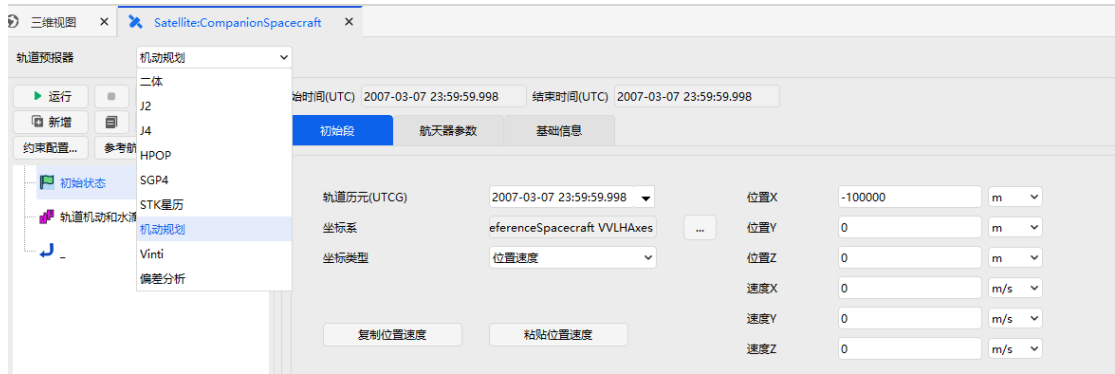 三维视图 × Satellite:CompanionSpacecraft ×
轨道预报器 机动规划
二体
J2
J4
HPOP
SGP4
STK星历
机动规划
Vinti
偏差分析
运行
新增
约束配置... 参考航
初始状态
轨道机动和水滴
_
始时间(UTC) 2007-03-07 23:59:59.998 结束时间(UTC) 2007-03-07 23:59:59.998
初始段 航天器参数 基础信息
轨道历元(UTCG) 2007-03-07 23:59:59.998 位置X -100000 m
坐标系 eferenceSpacecraft VVLHAxes ... 位置Y 0 m
坐标类型 位置速度 位置Z 0 m
速度X 0 m/s
速度Y 0 m/s
复制位置速度 粘贴位置速度
速度Z 0 m/s